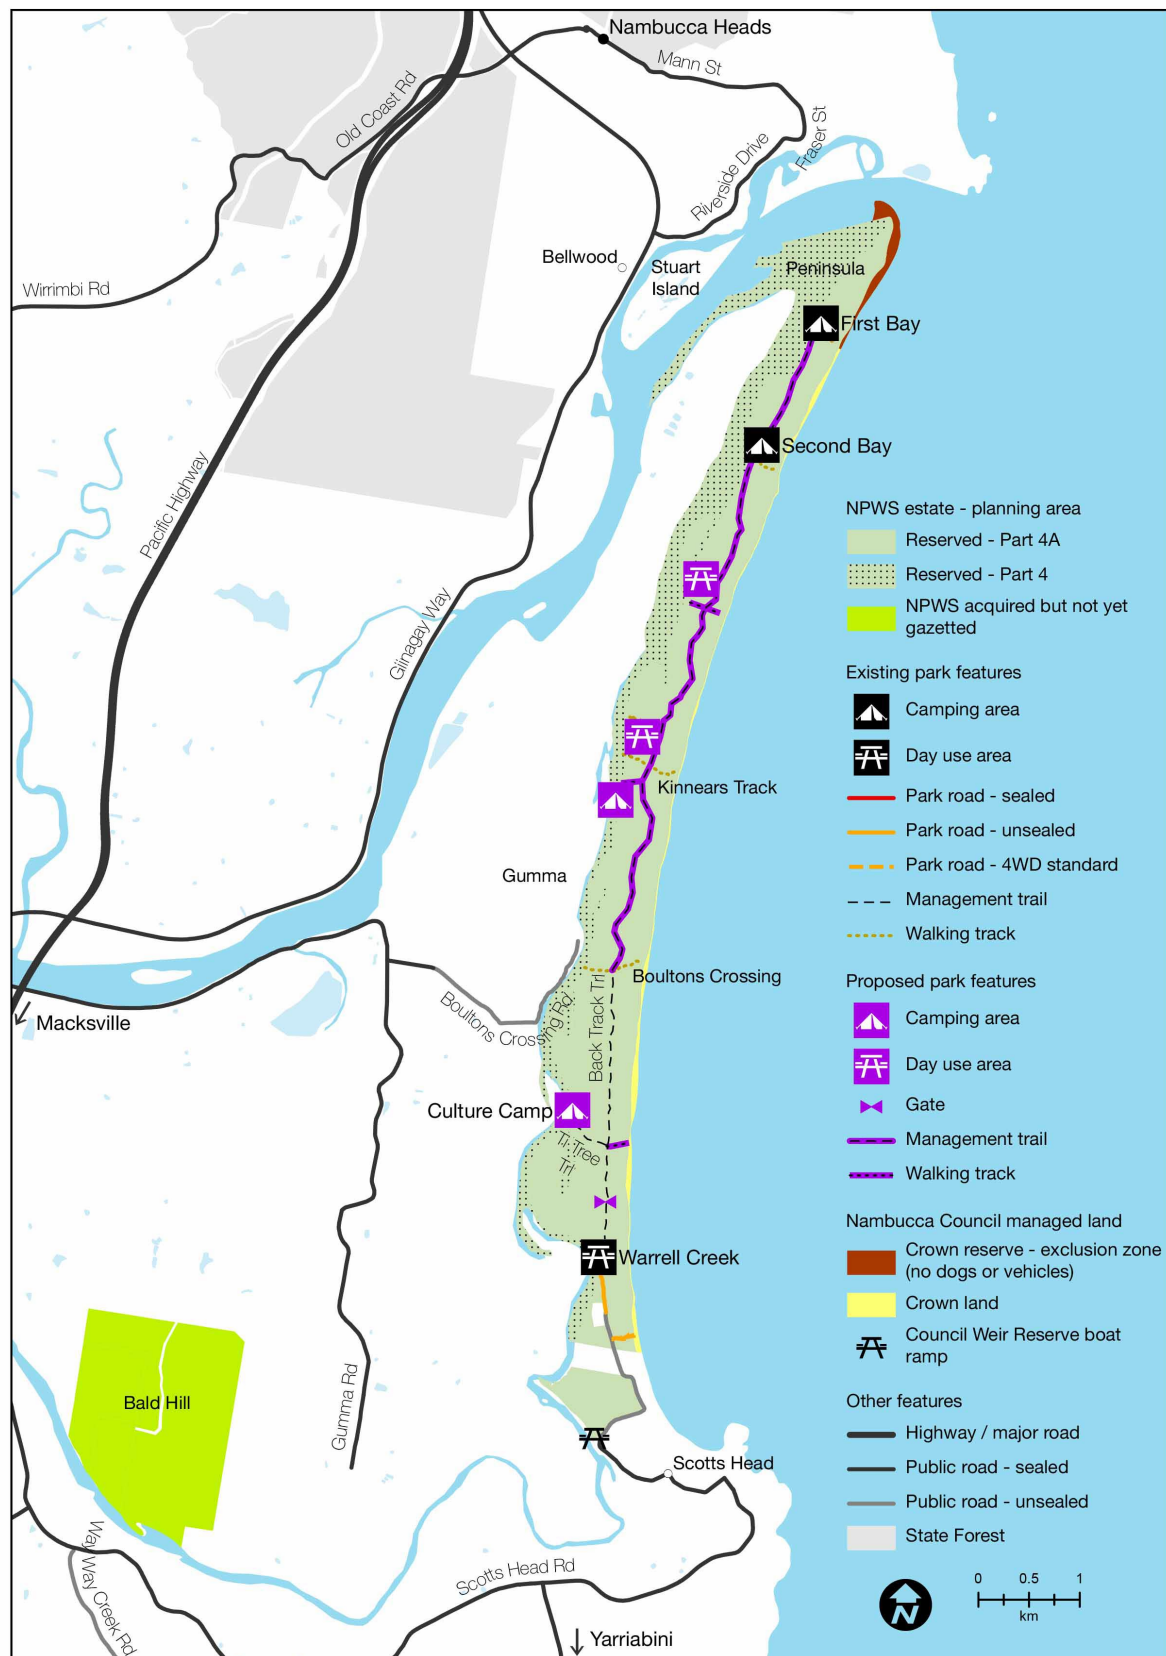 Nambucca Heads
Mann St
Old Coast Rd
Fraser St
Riverside Drive
Bellwood
Stuart
Island
Peninsula
Wirrimbi Rd
First Bay
Second Bay
Pacific Highway
Giinagay Way
Kinnears Track
Gumma
Boultons Crossing
Macksville
Boultons Crossing Rd
Back Track Trl
Culture Camp
Ti Tree
Trl
Warrell Creek
Bald Hill
Gumma Rd
Scotts Head
Way Way Creek Rd
Scotts Head Rd
Yarriabini
NPWS estate - planning area
Reserved - Part 4A
Reserved - Part 4
NPWS acquired but not yet
gazetted
Existing park features
Camping area
Day use area
Park road - sealed
Park road - unsealed
Park road - 4WD standard
Management trail
Walking track
Proposed park features
Camping area
Day use area
Gate
Management trail
Walking track
Nambucca Council managed land
Crown reserve - exclusion zone
(no dogs or vehicles)
Crown land
Council Weir Reserve boat
ramp
Other features
Highway / major road
Public road - sealed
Public road - unsealed
State Forest
N
0 0.5 1
km